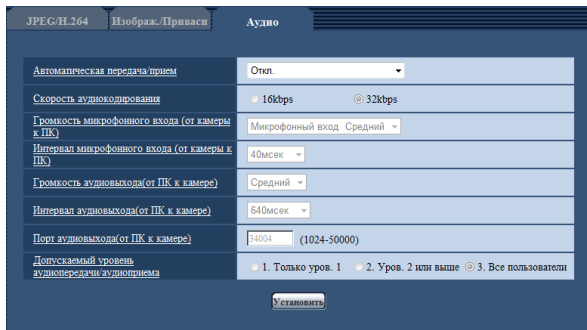 JPEG/H.264 Изображ./Приваси Аудио
Автоматическая передача/прием Откл.
Скорость аудиокодирования 16kbps 32kbps
Громкость микрофонного входа (от камеры
к ПК) Микрофонный вход Средний
Интервал микрофонного входа (от камеры к
ПК) 40мсек
Громкость аудиовыхода(от ПК к камере) Средний
Интервал аудиовыхода(от ПК к камере) 640мсек
Порт аудиовыхода(от ПК к камере) 34004 (1024-50000)
Допускаемый уровень
аудиопередачи/аудиоприема 1. Только уров. 1 2. Уров. 2 или выше 3. Все пользователи
Установить